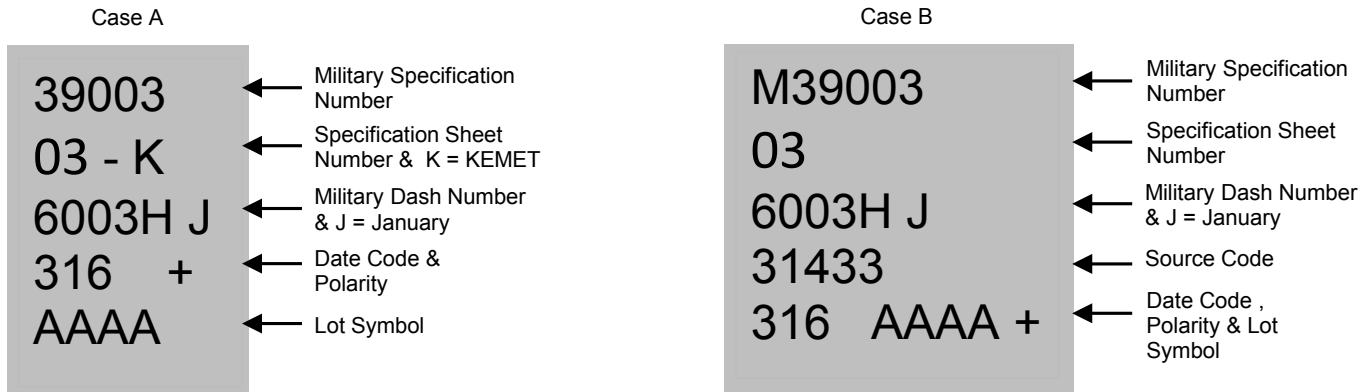 Case A
39003
03 - K
6003H J
316 +
AAAA
Military Specification
Number
Specification Sheet
Number & K = KEMET
Military Dash Number
& J = January
Date Code &
Polarity
Lot Symbol
Case B
M39003
03
6003H J
31433
316 AAAA +
Military Specification
Number
Specification Sheet
Number
Military Dash Number
& J = January
Source Code
Date Code ,
Polarity & Lot
Symbol